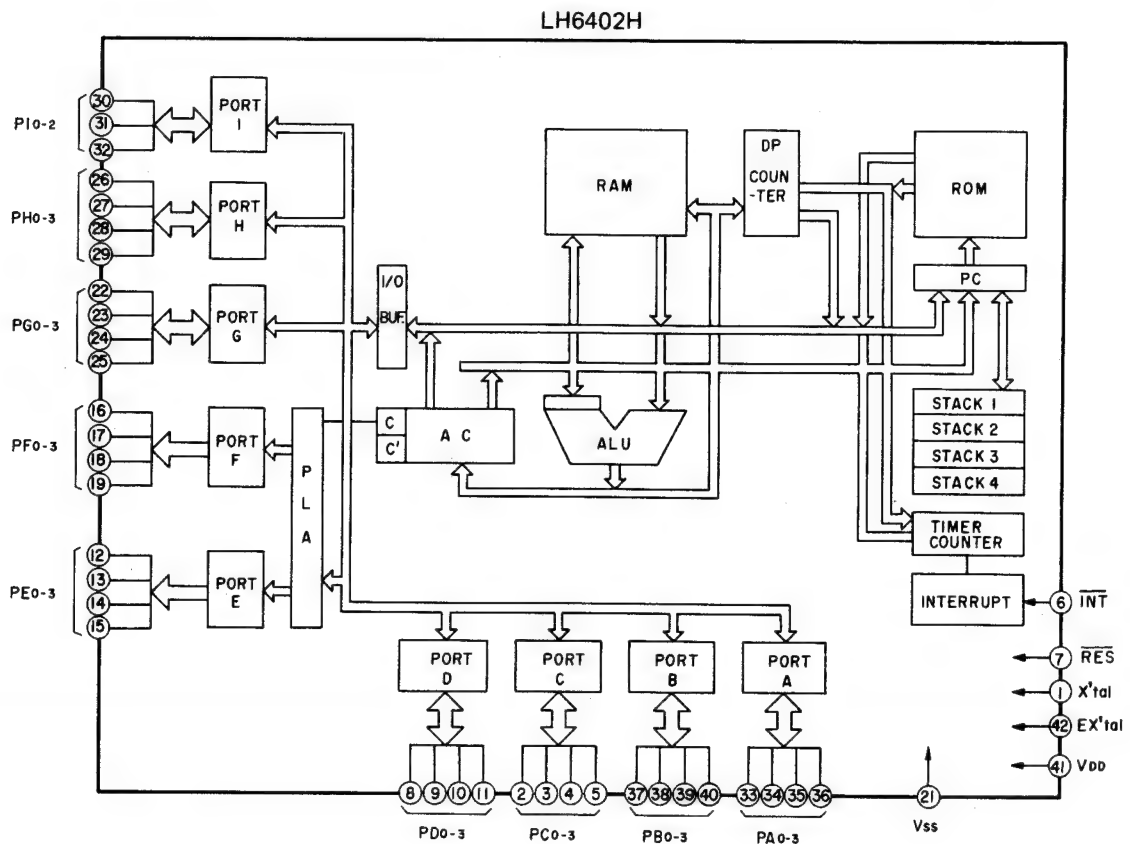 LH6402H
PI0-2
30
31
32
PORT
I
PH0-3
26
27
28
29
PORT
H
PG0-3
22
23
24
25
PORT
G
PF0-3
16
17
18
19
PORT
F
PE0-3
12
13
14
15
PORT
E
P
L
A
I/O
BUF.
C
C'
A C
RAM
ALU
DP
COUN
-TER
ROM
PC
STACK 1
STACK 2
STACK 3
STACK 4
TIMER
COUNTER
INTERRUPT
6 INT
7 RES
1 X'tal
42 EX'tal
41 VDD
PORT
D
PORT
C
PORT
B
PORT
A
8 9 10 11
2 3 4 5
37 38 39 40
33 34 35 36
21
PD0-3
PC0-3
PB0-3
PA0-3
Vss